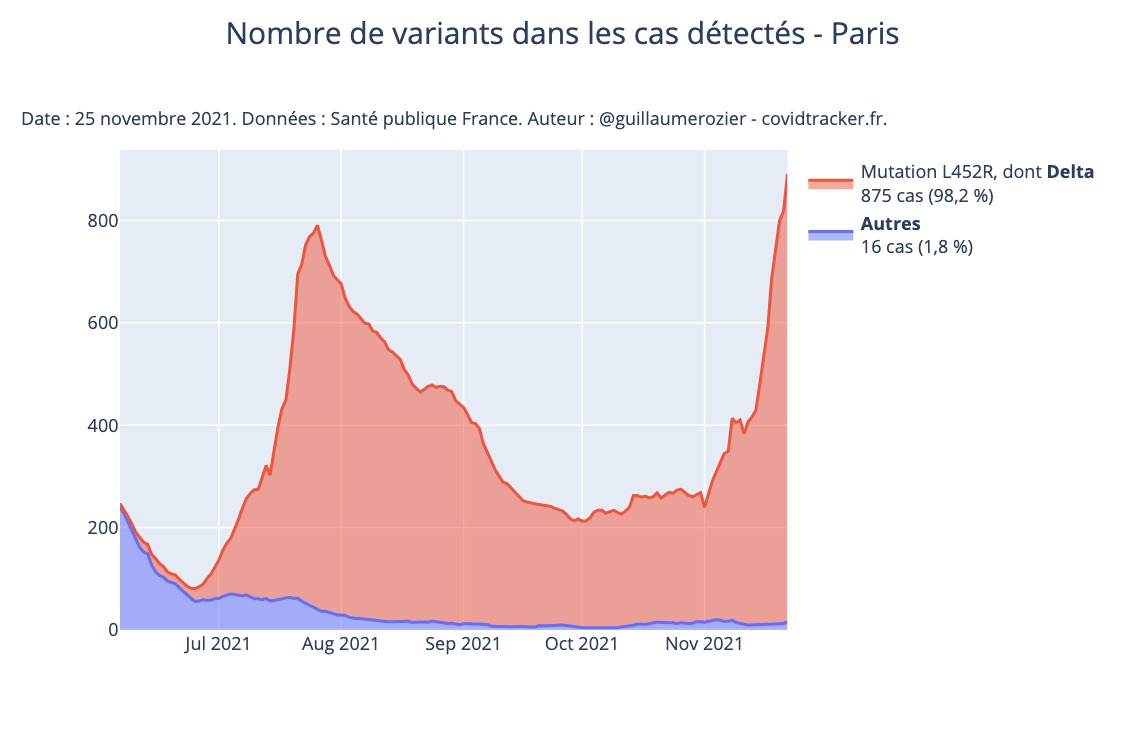 Nombre de variants dans les cas détectés - Paris
Date : 25 novembre 2021. Données : Santé publique France. Auteur : @guillaumerozier - covidtracker.fr.
Mutation L452R, dont Delta
875 cas (98,2 %)
Autres
16 cas (1,8 %)
800
600
400
200
0
Jul 2021 Aug 2021 Sep 2021 Oct 2021 Nov 2021